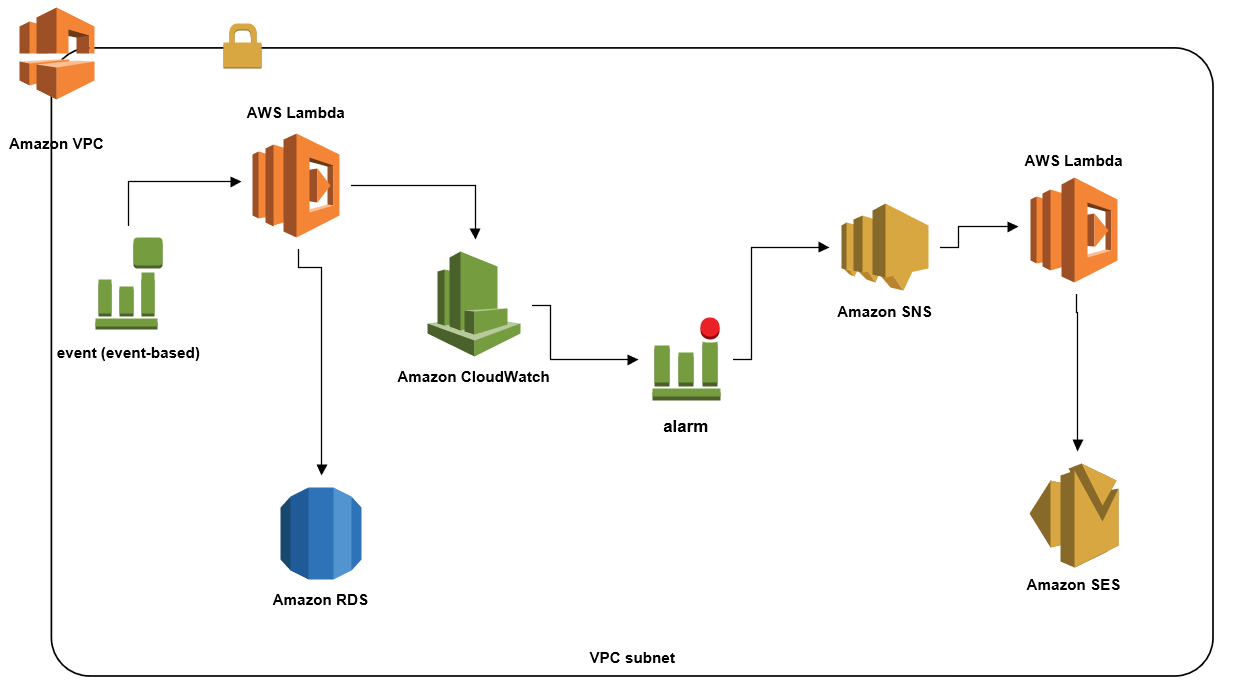 Amazon VPC
AWS Lambda
AWS Lambda
event (event-based)
Amazon CloudWatch
alarm
Amazon SNS
Amazon RDS
Amazon SES
VPC subnet